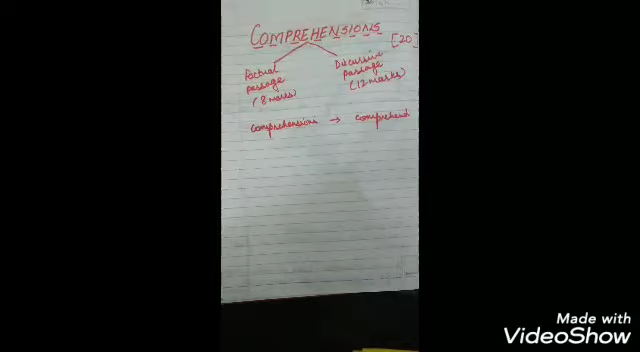 COMPREHENSIONS
[20]
Factual
passage
(8 marks)
Discursive
passage
(12 marks)
comprehensions → comprehend
Made with
VideoShow